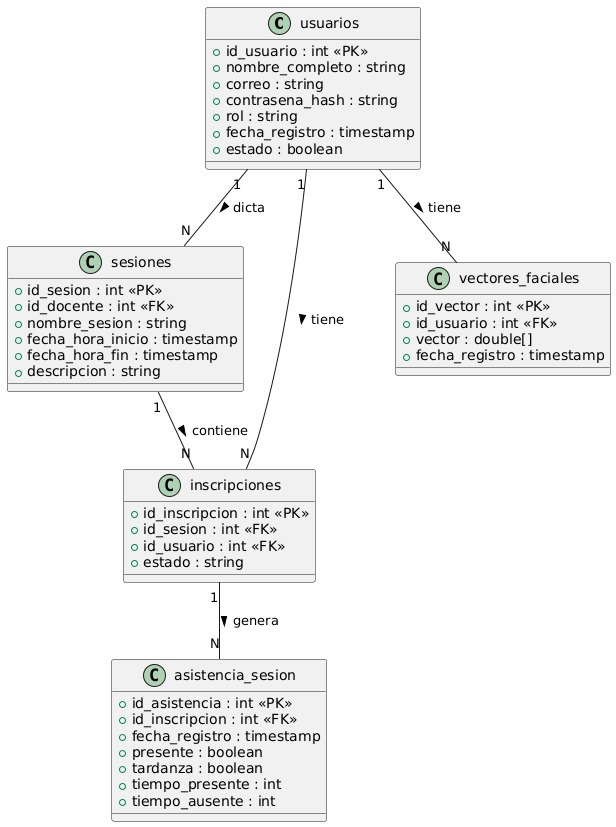 C usuarios
id_usuario : int «PK»
nombre_completo : string
correo : string
contrasena_hash : string
rol : string
fecha_registro : timestamp
estado : boolean
1
1
1
dicta
tiene
N
N
C sesiones
id_sesion : int «PK»
id_docente : int «FK»
nombre_sesion : string
fecha_hora_inicio : timestamp
fecha_hora_fin : timestamp
descripcion : string
C vectores_faciales
id_vector : int «PK»
id_usuario : int «FK»
vector : double[]
fecha_registro : timestamp
tiene
1
contiene
N
N
C inscripciones
id_inscripcion : int «PK»
id_sesion : int «FK»
id_usuario : int «FK»
estado : string
1
genera
N
C asistencia_sesion
id_asistencia : int «PK»
id_inscripcion : int «FK»
fecha_registro : timestamp
presente : boolean
tardanza : boolean
tiempo_presente : int
tiempo_ausente : int